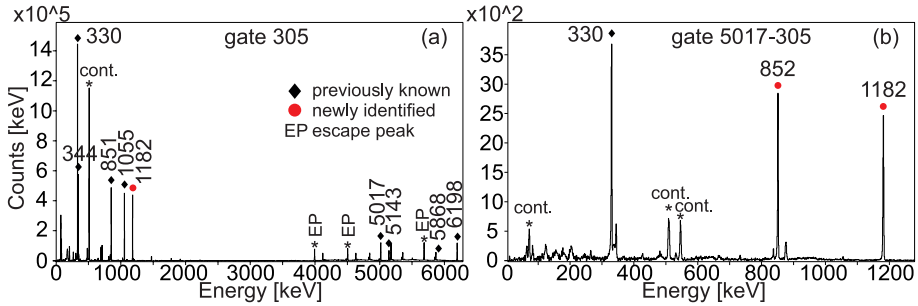 ×10^5
14
12
10
8
6
4
2
0
Counts [keV]
330
gate 305
(a)
cont.
*
344
851
1055
1182
previously known
newly identified
EP escape peak
* EP
* EP
5017
5143
* EP
5868
6198
0 1000 2000 3000 4000 5000 6000
Energy [keV]
×10^2
35
30
25
20
15
10
5
0
330
gate 5017-305
(b)
852
1182
cont.
*
cont.
*
cont.
*
0 200 400 600 800 1000 1200
Energy [keV]